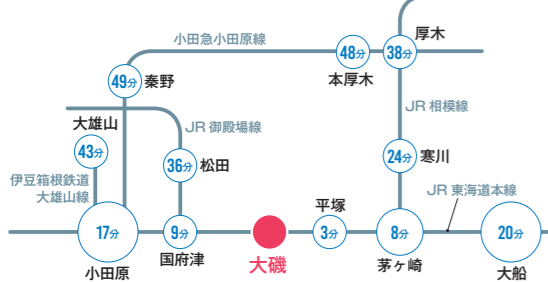 小田急小田原線
48分
38分
厚木
本厚木
49分
秦野
大雄山
JR 御殿場線
JR 相模線
43分
36分
松田
24分
寒川
伊豆箱根鉄道
大雄山線
JR 東海道本線
平塚
17分
9分
3分
8分
20分
小田原
国府津
大磯
茅ヶ崎
大船